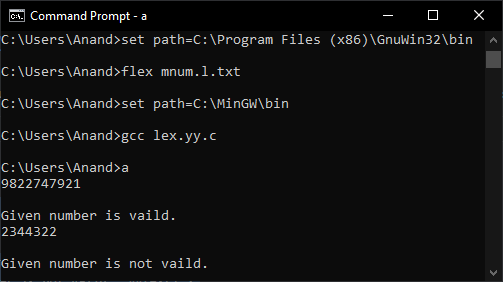 Command Prompt - a
C:\Users\Anand>set path=C:\Program Files (x86)\GnuWin32\bin
C:\Users\Anand>flex mnum.l.txt
C:\Users\Anand>set path=C:\MinGW\bin
C:\Users\Anand>gcc lex.yy.c
C:\Users\Anand>a
9822747921
Given number is vaild.
2344322
Given number is not vaild.